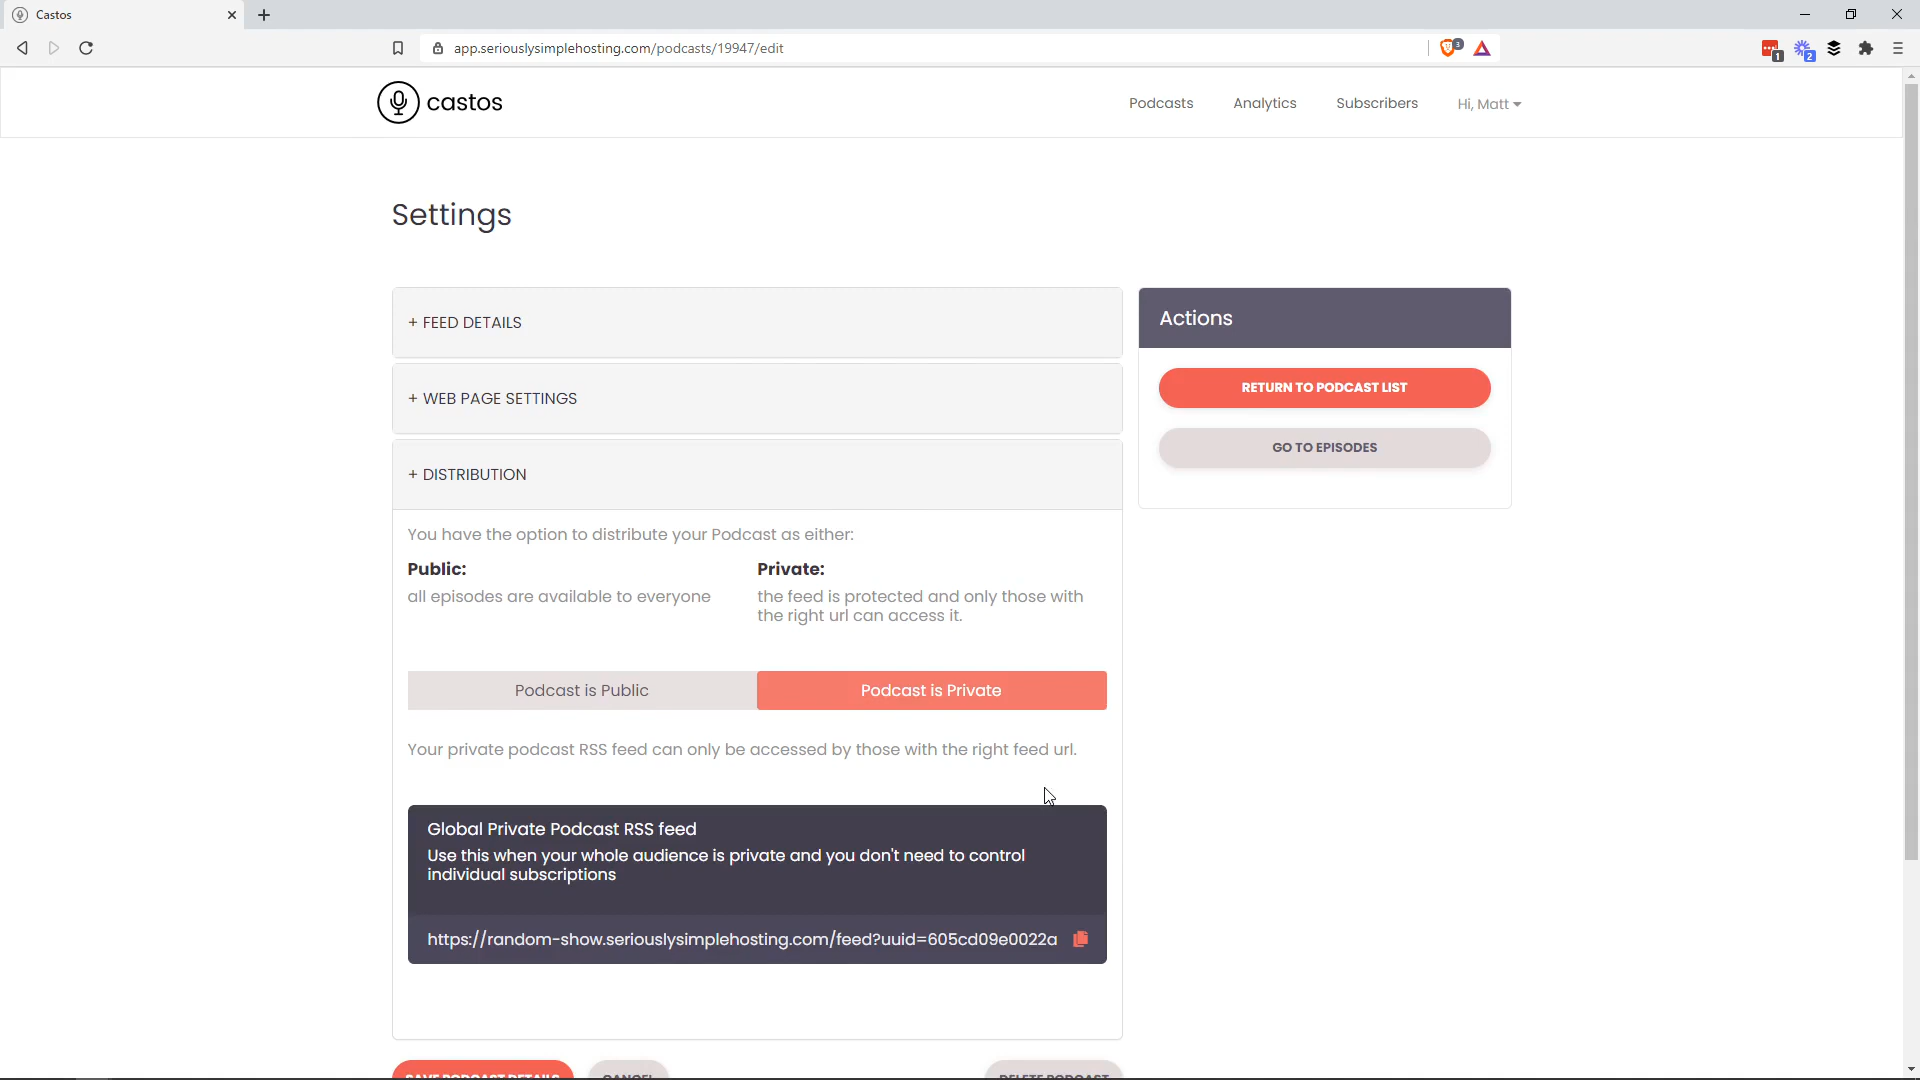 Castos
app.seriouslysimplehosting.com/podcasts/19947/edit
3
1
2
castos
Podcasts
Analytics
Subscribers
Hi, Matt
Settings
+ FEED DETAILS
+ WEB PAGE SETTINGS
+ DISTRIBUTION
You have the option to distribute your Podcast as either:
Public:
all episodes are available to everyone
Private:
the feed is protected and only those with
the right url can access it.
Podcast is Public
Podcast is Private
Your private podcast RSS feed can only be accessed by those with the right feed url.
Global Private Podcast RSS feed
Use this when your whole audience is private and you don't need to control
individual subscriptions
https://random-show.seriouslysimplehosting.com/feed?uuid=605cd09e0022a
SAVE PODCAST DETAILS
CANCEL
DELETE PODCAST
Actions
RETURN TO PODCAST LIST
GO TO EPISODES